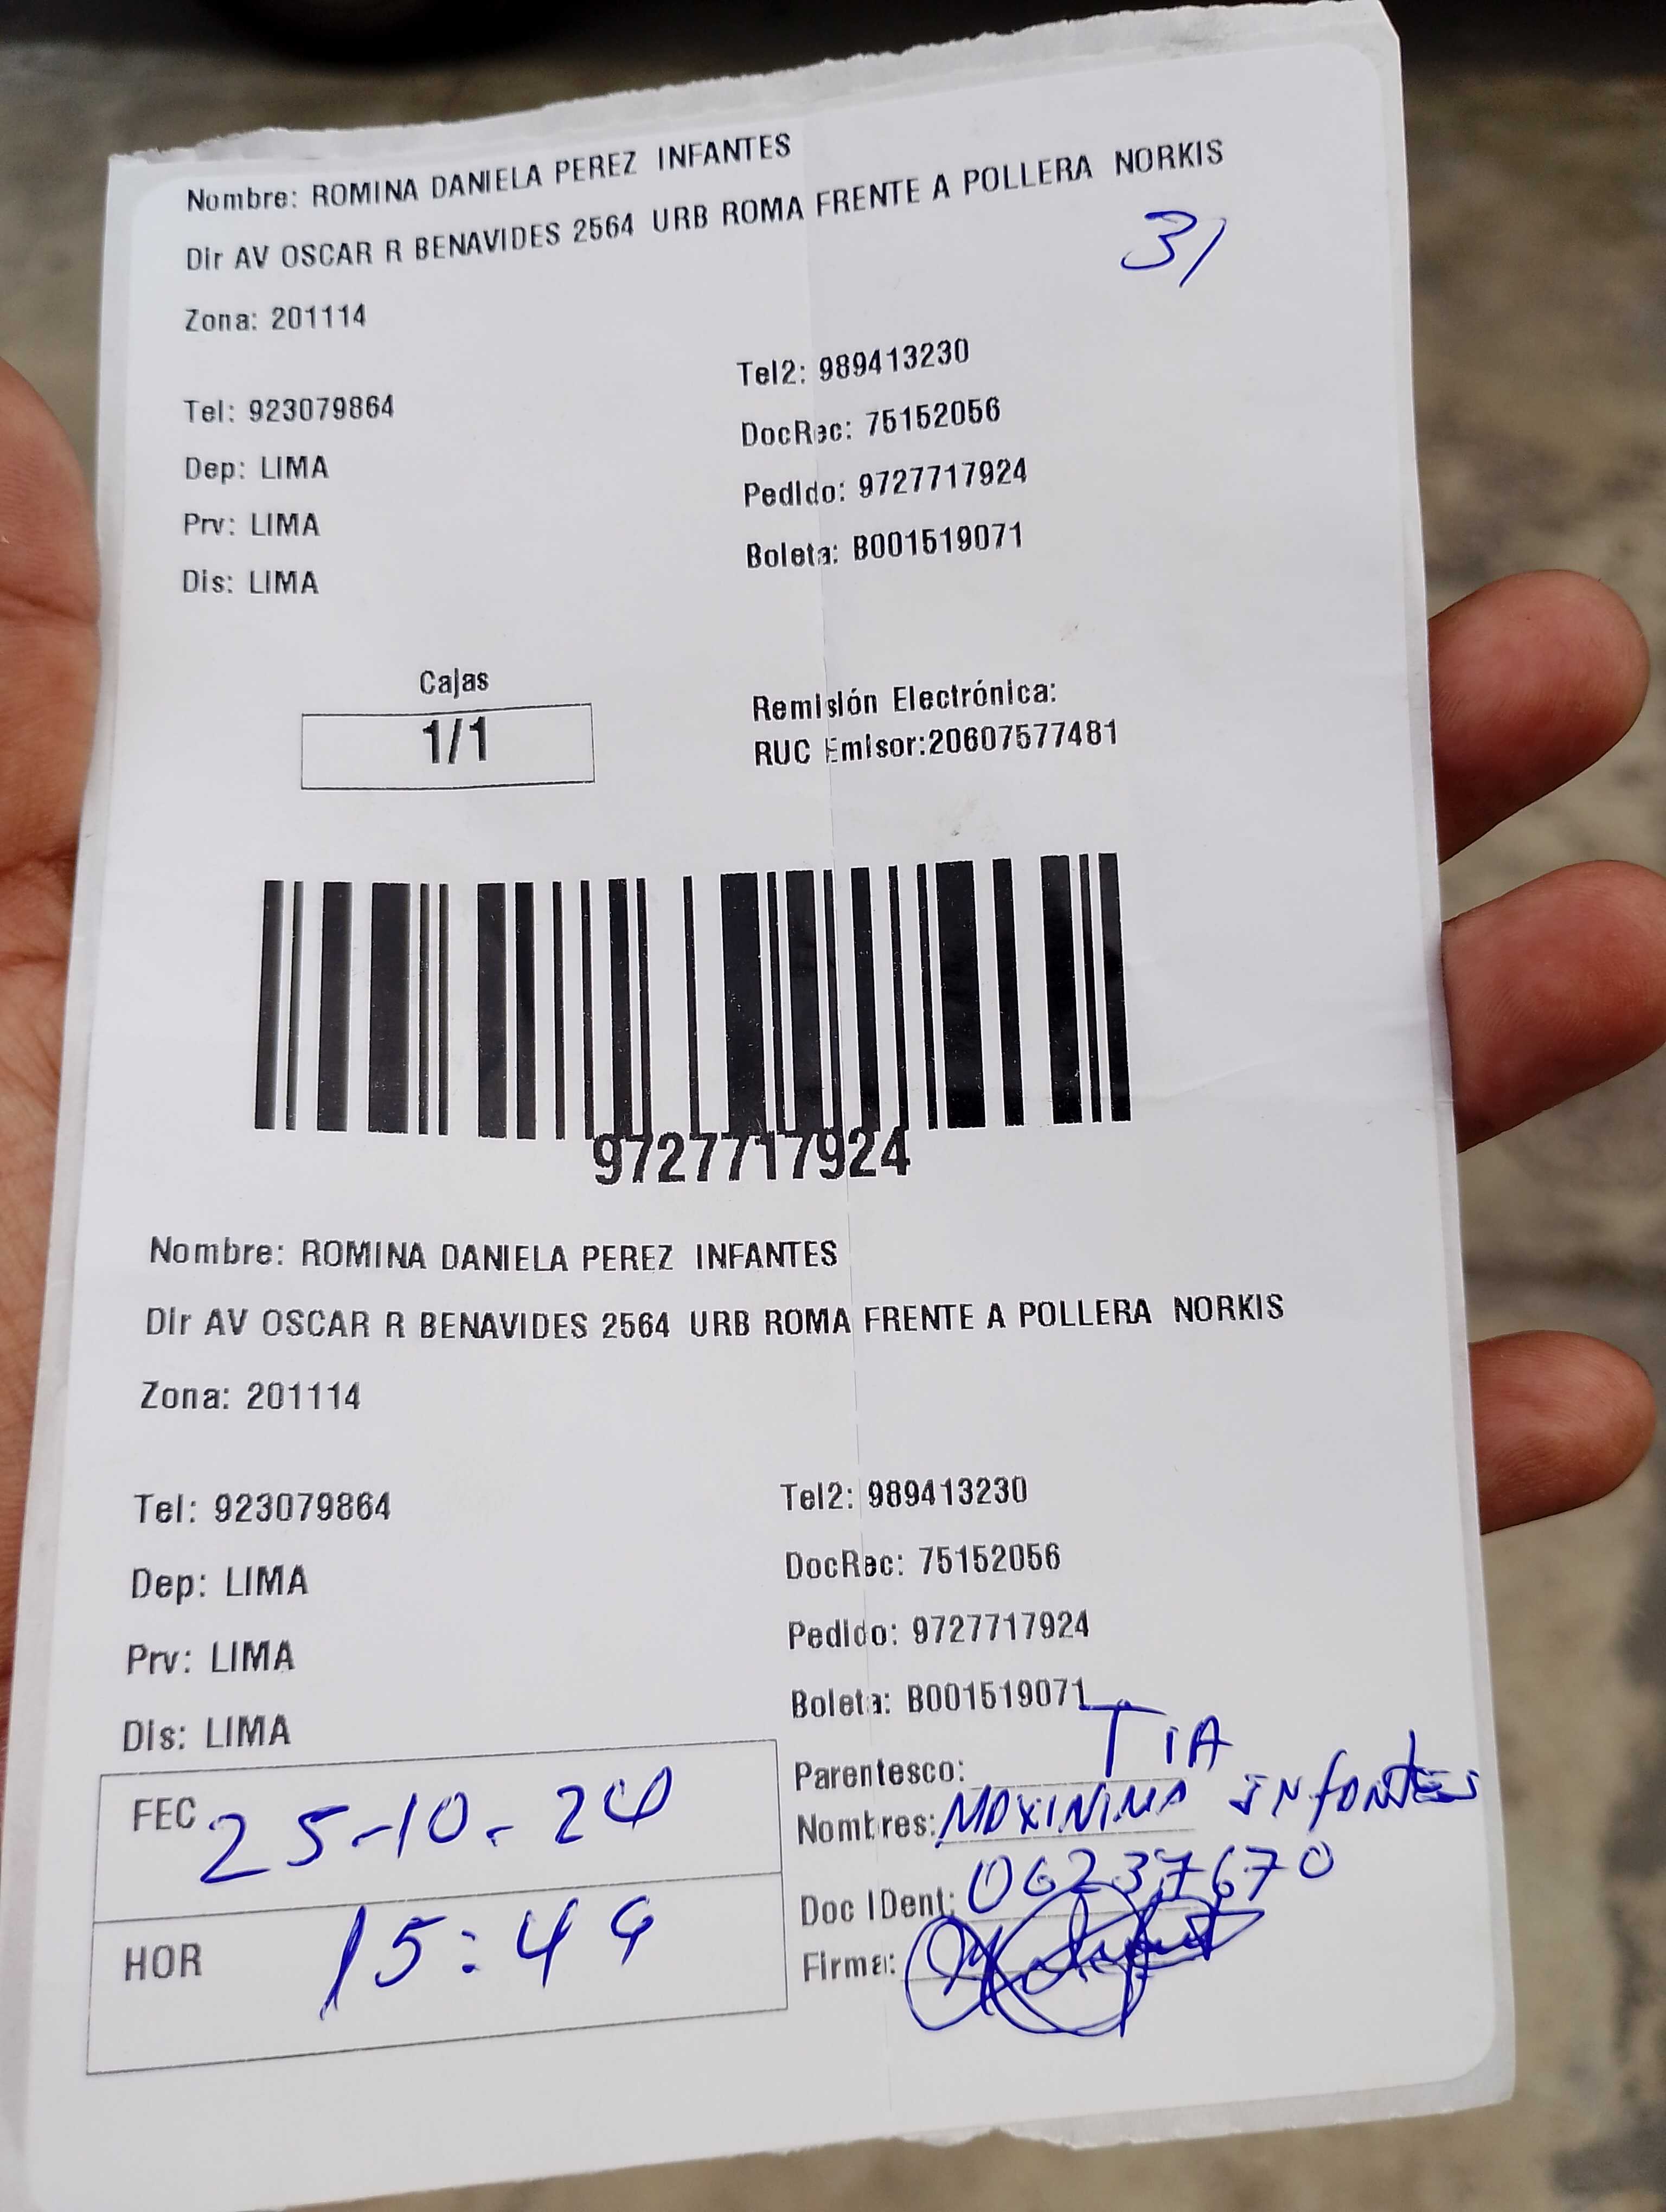 Nombre: ROMINA DANIELA PEREZ INFANTES
Dir AV OSCAR R BENAVIDES 2564 URB ROMA FRENTE A POLLERA NORKIS
31
Zona: 201114
Tel: 923079864
Dep: LIMA
Prv: LIMA
Dis: LIMA
Tel2: 989413230
DocRec: 75152056
Pedido: 9727717924
Boleta: B001519071
Cajas
1/1
Remisión Electrónica:
RUC Emisor:20607577481
9727717924
Nombre: ROMINA DANIELA PEREZ INFANTES
Dir AV OSCAR R BENAVIDES 2564 URB ROMA FRENTE A POLLERA NORKIS
Zona: 201114
Tel: 923079864
Dep: LIMA
Prv: LIMA
Dis: LIMA
Tel2: 989413230
DocRec: 75152056
Pedido: 9727717924
Boleta: B001519071
FEC 25-10-24
HOR 15:44
Parentesco: TIA
Nombres: MAXIMINA INFANTES
Doc IDent: 06237670
Firma: